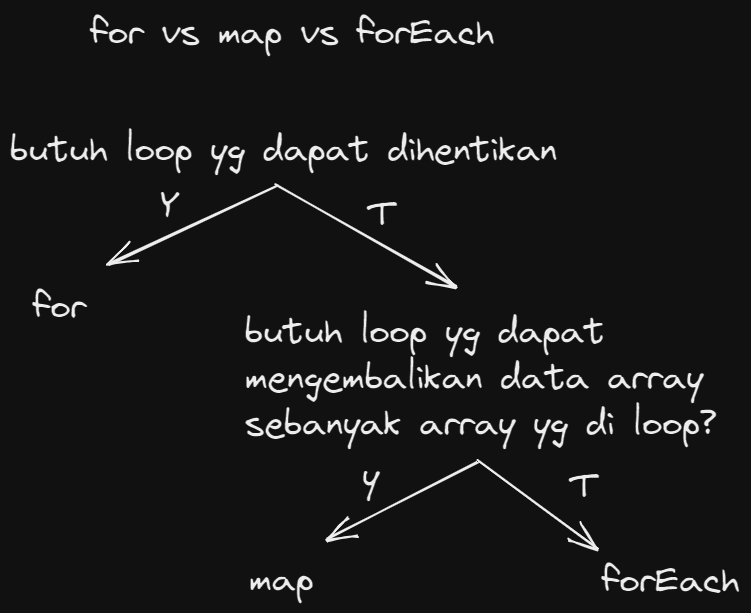 for vs map vs forEach
butuh loop yg dapat dihentikan
Y
T
for
butuh loop yg dapat
mengembalikan data array
sebanyak array yg di loop?
Y
T
map
forEach